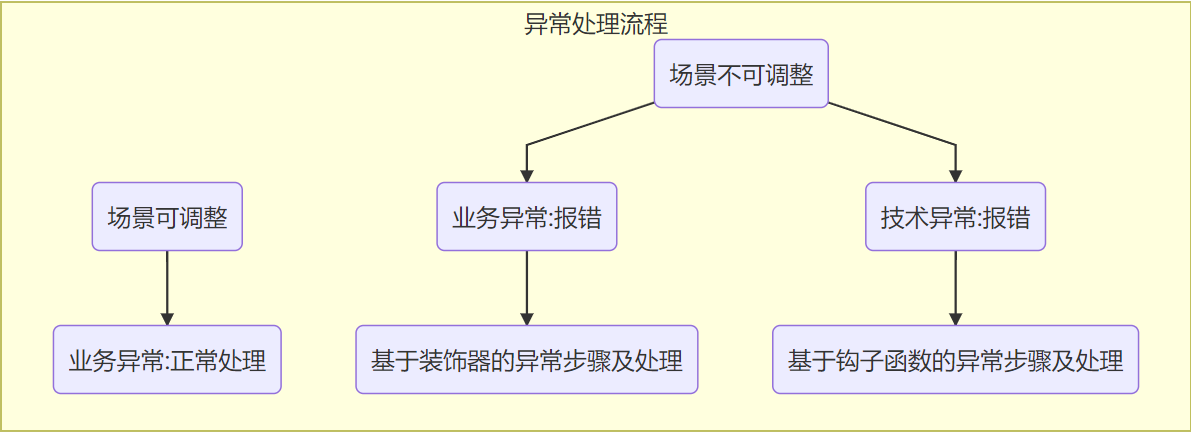 异常处理流程
场景不可调整
场景可调整
业务异常:报错
技术异常:报错
业务异常:正常处理
基于装饰器的异常步骤及处理
基于钩子函数的异常步骤及处理